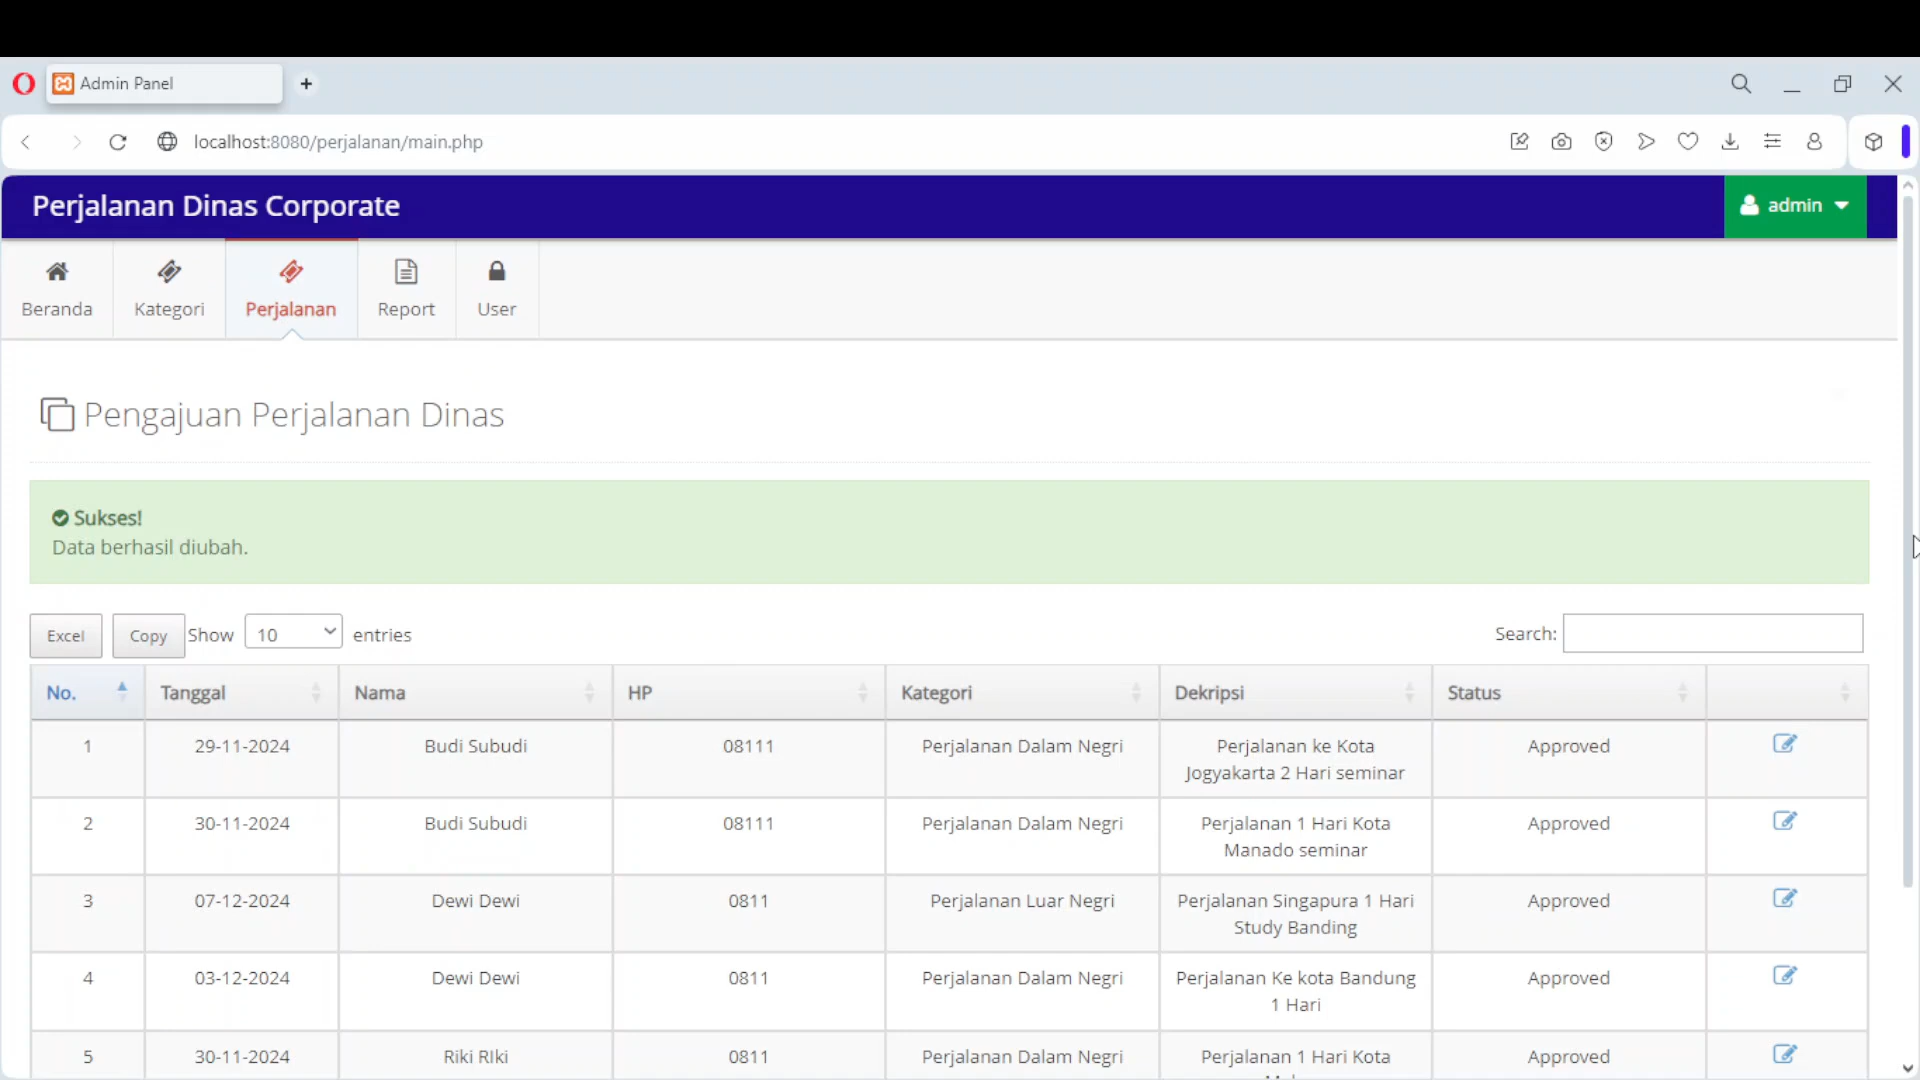 Admin Panel
localhost:8080/perjalanan/main.php
Perjalanan Dinas Corporate
admin
Beranda
Kategori
Perjalanan
Report
User
Pengajuan Perjalanan Dinas
Sukses!
Data berhasil diubah.
Excel
Copy
Show 10 entries
Search:
No. Tanggal Nama HP Kategori Dekripsi Status
1 29-11-2024 Budi Subudi 08111 Perjalanan Dalam Negri Perjalanan ke Kota Approved
Jogyakarta 2 Hari seminar
2 30-11-2024 Budi Subudi 08111 Perjalanan Dalam Negri Perjalanan 1 Hari Kota Approved
Manado seminar
3 07-12-2024 Dewi Dewi 0811 Perjalanan Luar Negri Perjalanan Singapura 1 Hari Approved
Study Banding
4 03-12-2024 Dewi Dewi 0811 Perjalanan Dalam Negri Perjalanan Ke kota Bandung Approved
1 Hari
5 30-11-2024 Riki RIki 0811 Perjalanan Dalam Negri Perjalanan 1 Hari Kota Approved